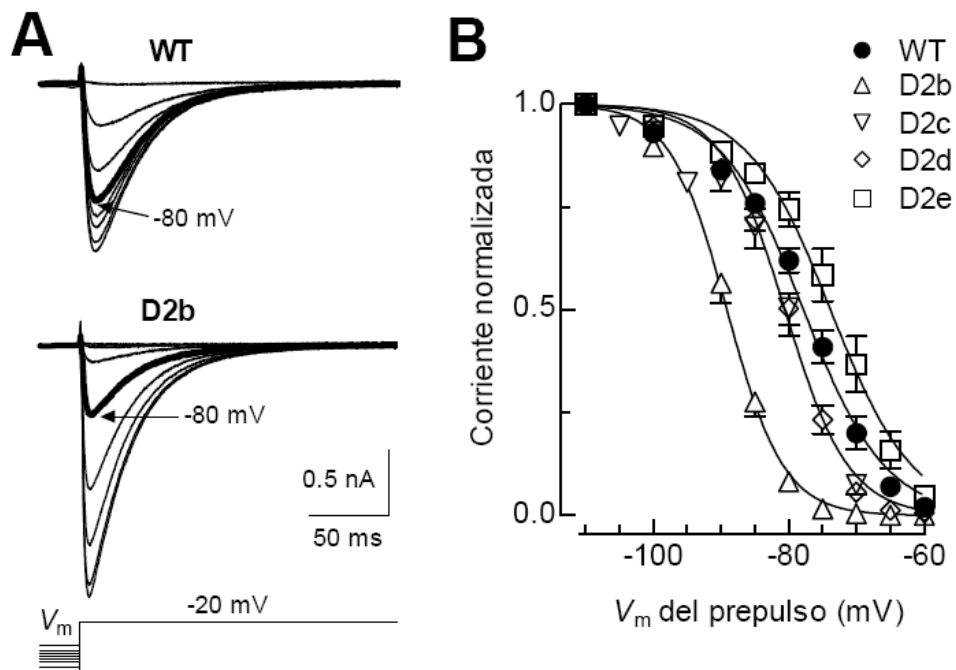 A
WT
-80 mV
D2b
-80 mV
0.5 nA
50 ms
-20 mV
Vm
B
WT
D2b
D2c
D2d
D2e
Corriente normalizada
1.0
0.5
0.0
-100
-80
-60
Vm del prepulso (mV)